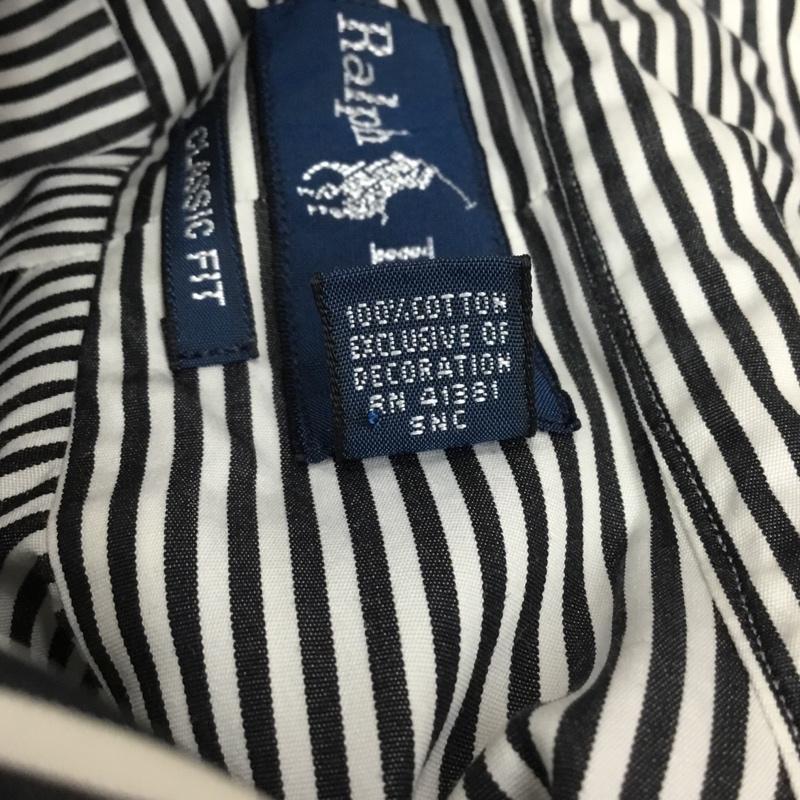 Ralph
CLASSIC FIT
100% COTTON
EXCLUSIVE OF
DECORATION
RN 41381
SNC